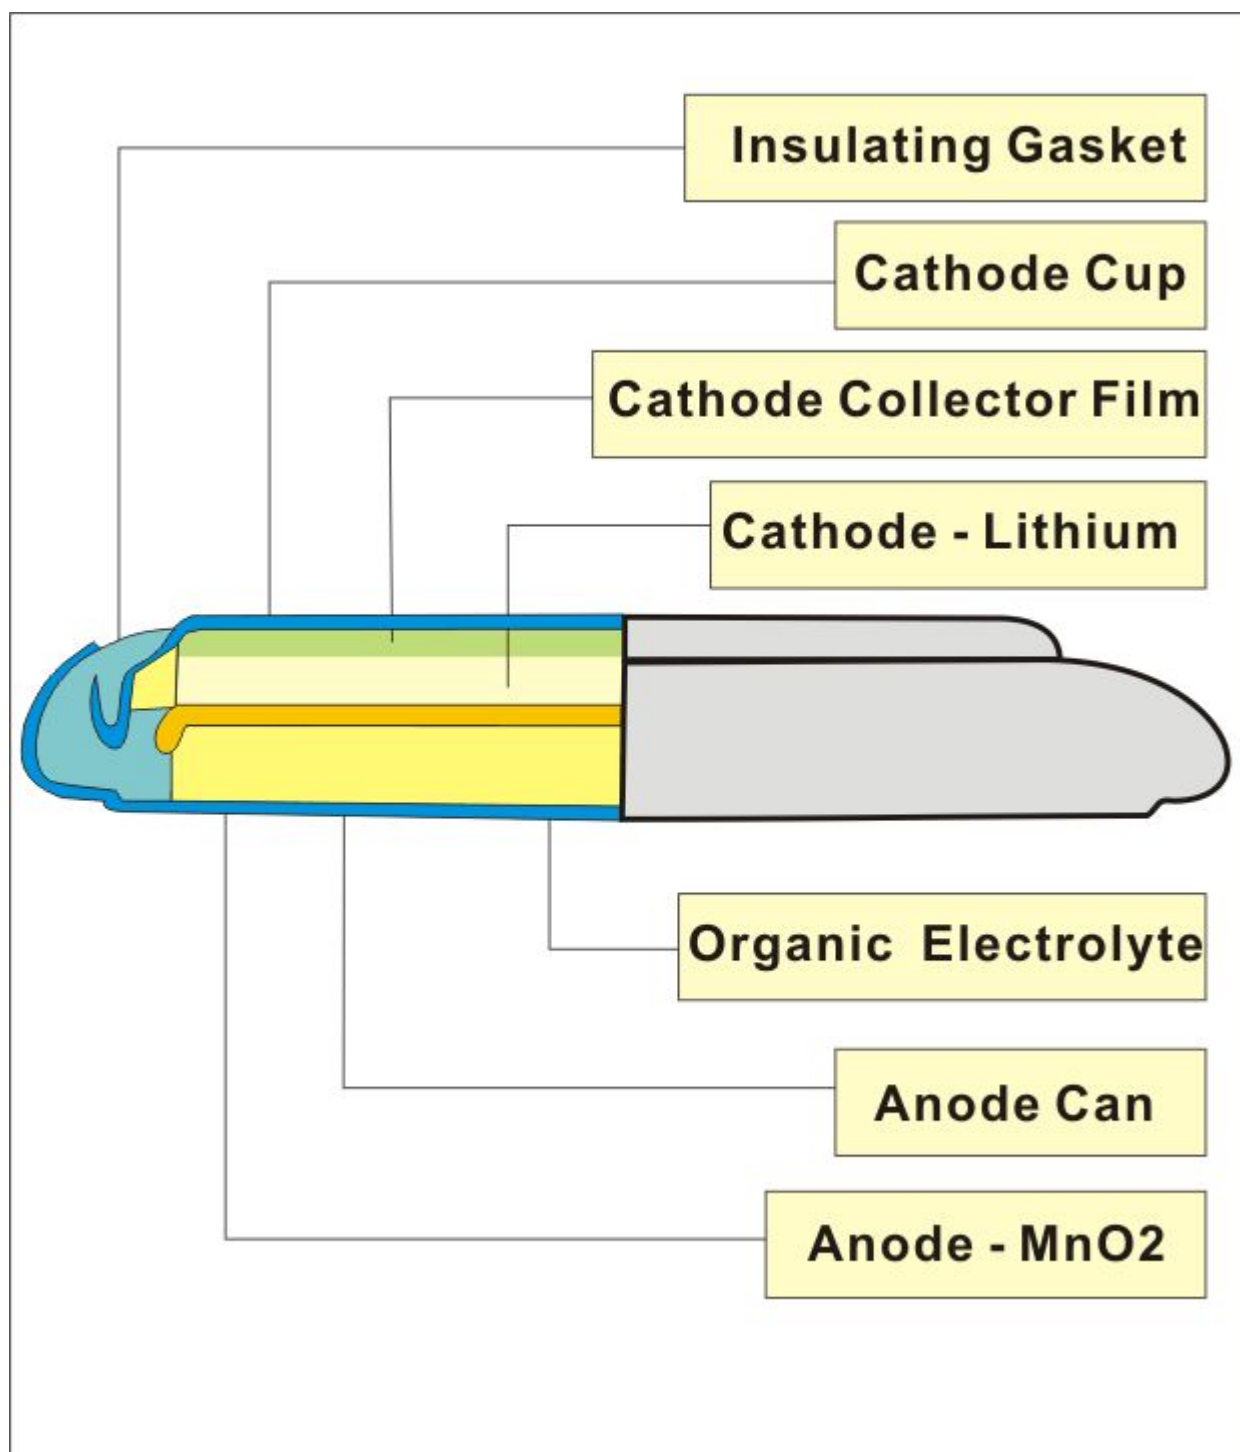 Insulating Gasket
Cathode Cup
Cathode Collector Film
Cathode - Lithium
Organic Electrolyte
Anode Can
Anode - MnO2